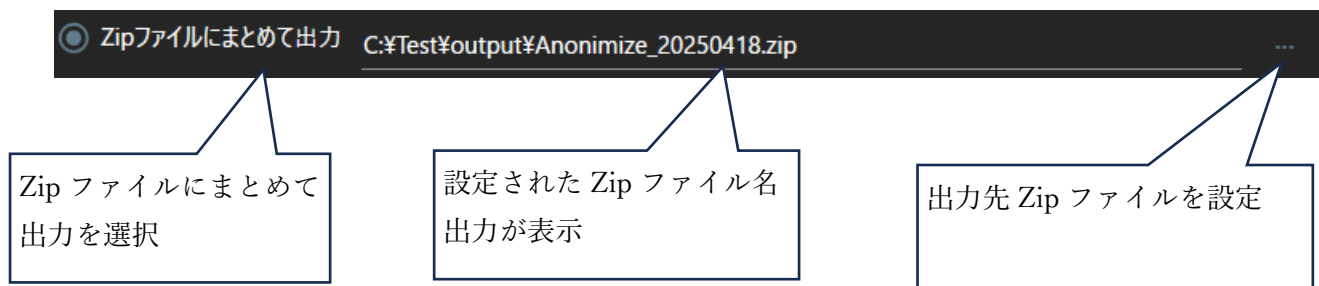 Zipファイルにまとめて出力 C:¥Test¥output¥Anonimize_20250418.zip ...
Zip ファイルにまとめて
出力を選択
設定された Zip ファイル名
出力が表示
出力先 Zip ファイルを設定